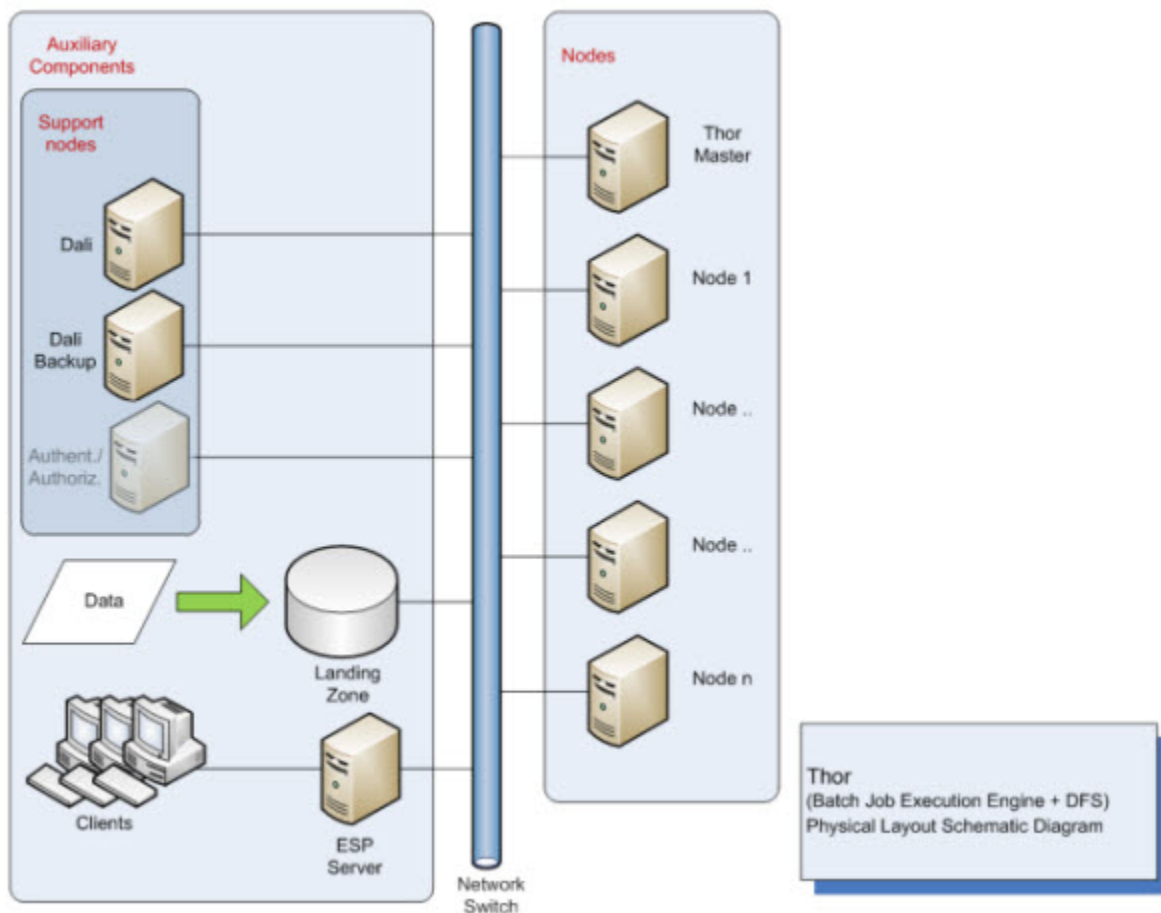 Auxiliary
Components
Support
nodes
Dali
Dali
Backup
Authent./
Authoriz.
Data
Landing
Zone
Clients
ESP
Server
Network
Switch
Nodes
Thor
Master
Node 1
Node ..
Node ..
Node n
Thor
(Batch Job Execution Engine + DFS)
Physical Layout Schematic Diagram